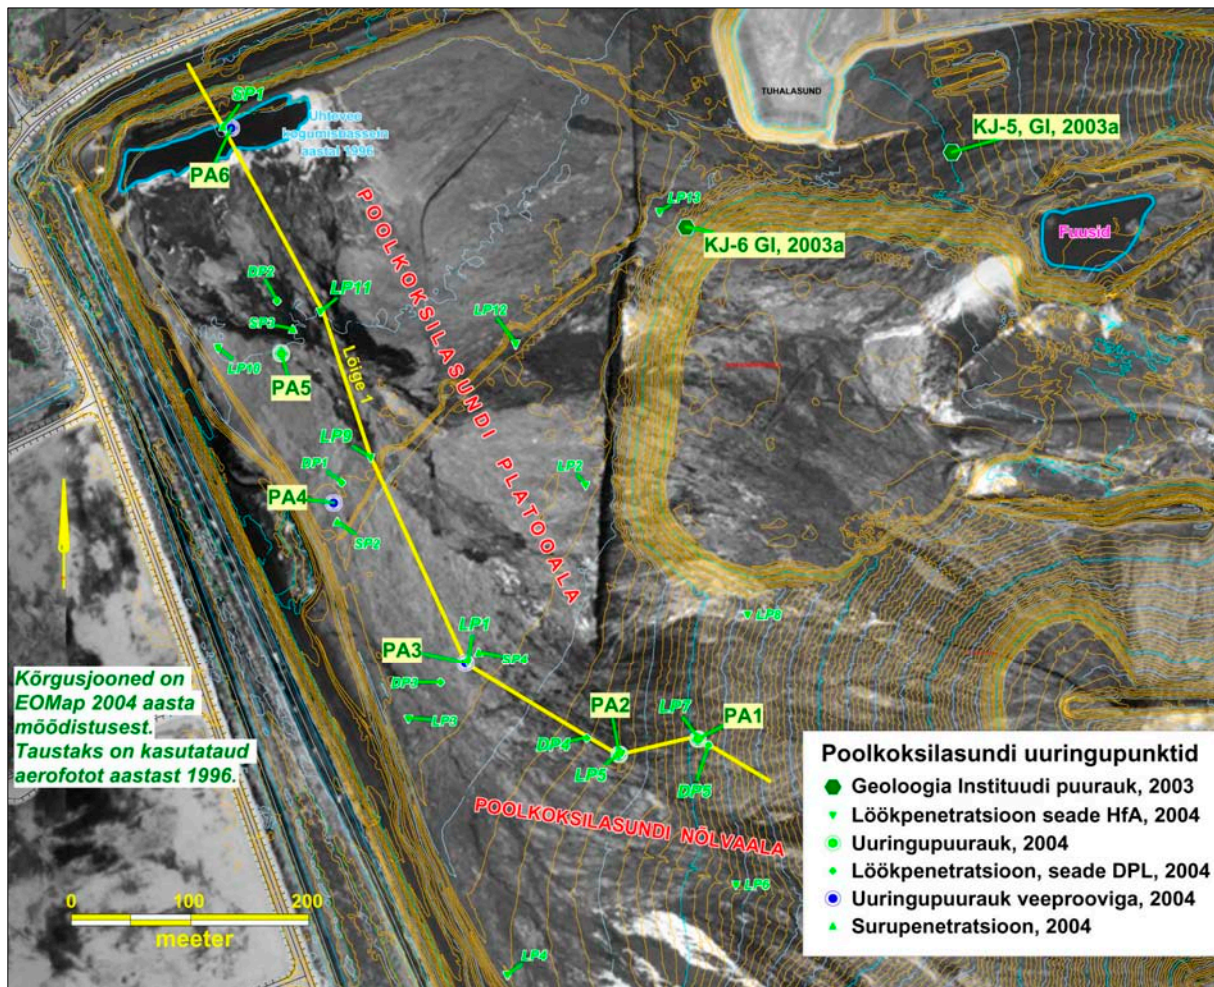 TUHALASUND
SP1
Uhtevee
kogumisbassein
aastal 1996
KJ-5, GI, 2003a
PA6
LP13
KJ-6 GI, 2003a
Fuusid
DP2
LP11
SP3
LP10
PA5
LP12
Lõige 1
POOLKOKSILASUNDI PLATOOALA
LP9
DP1
PA4
SP2
LP2
LP1
PA3
SP4
DP3
LP3
LP8
Kõrgusjooned on
EOMap 2004 aasta
mõõdistusest.
Taustaks on kasutataud
aerofotot aastast 1996.
PA2
LP7
PA1
DP4
LP5
DP5
POOLKOKSILASUNDI NÕLVAALA
LP6
LP4
0 100 200
meeter
Poolkoksilasundi uuringupunktid
Geoloogia Instituudi puurauk, 2003
Löökpenetratsioon seade HfA, 2004
Uuringupuurauk, 2004
Löökpenetratsioon, seade DPL, 2004
Uuringupuurauk veeprooviga, 2004
Surupenetratsioon, 2004